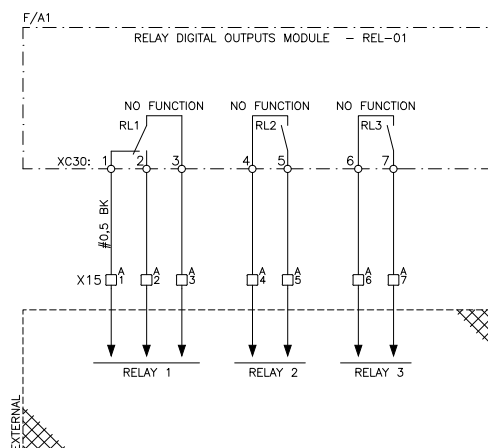 F/A1
RELAY DIGITAL OUTPUTS MODULE - REL-01
NO FUNCTION NO FUNCTION NO FUNCTION
RL1 RL2 RL3
XC30: 1 2 3 4 5 6 7
#0,5 BK
A A A A A A A
X15 1 2 3 4 5 6 7
RELAY 1 RELAY 2 RELAY 3
EXTERNAL